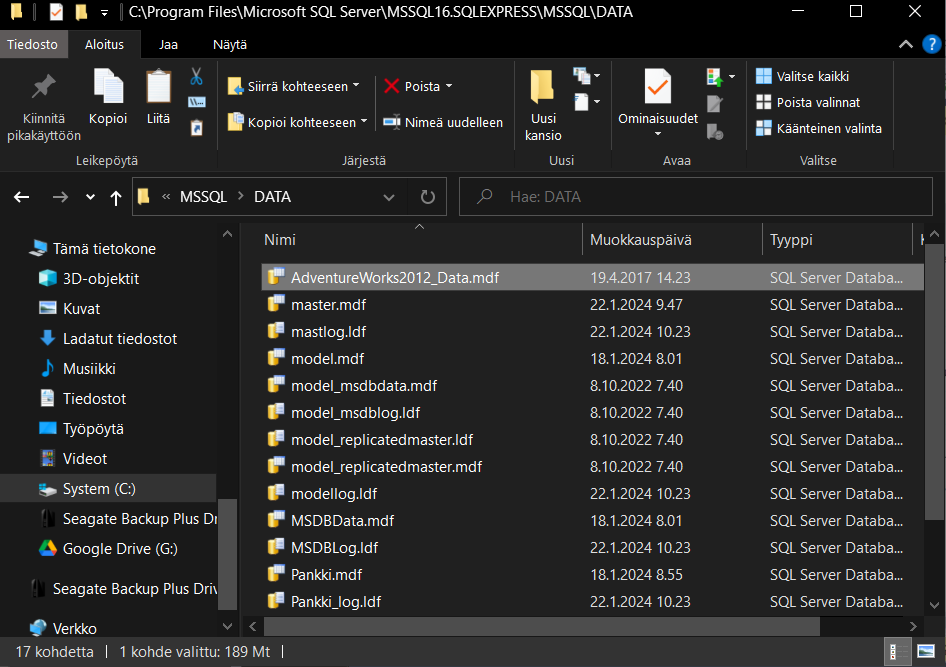 C:\Program Files\Microsoft SQL Server\MSSQL16.SQLEXPRESS\MSSQL\DATA
Tiedosto Aloitus Jaa Näytä
Kiinnitä pikakäyttöön
Kopioi
Liitä
Leikepöytä
Siirrä kohteeseen
Kopioi kohteeseen
Poista
Nimeä uudelleen
Järjestä
Uusi kansio
Uusi
Ominaisuudet
Avaa
Valitse kaikki
Poista valinnat
Käänteinen valinta
Valitse
« MSSQL > DATA
Hae: DATA
Tämä tietokone
3D-objektit
Kuvat
Ladatut tiedostot
Musiikki
Tiedostot
Työpöytä
Videot
System (C:)
Seagate Backup Plus Dr
Google Drive (G:)
Seagate Backup Plus Driv
Verkko
Nimi Muokkauspäivä Tyyppi
AdventureWorks2012_Data.mdf 19.4.2017 14.23 SQL Server Databa...
master.mdf 22.1.2024 9.47 SQL Server Databa...
mastlog.ldf 22.1.2024 10.23 SQL Server Databa...
model.mdf 18.1.2024 8.01 SQL Server Databa...
model_msdbdata.mdf 8.10.2022 7.40 SQL Server Databa...
model_msdblog.ldf 8.10.2022 7.40 SQL Server Databa...
model_replicatedmaster.ldf 8.10.2022 7.40 SQL Server Databa...
model_replicatedmaster.mdf 8.10.2022 7.40 SQL Server Databa...
modellog.ldf 22.1.2024 10.23 SQL Server Databa...
MSDBData.mdf 18.1.2024 8.01 SQL Server Databa...
MSDBLog.ldf 22.1.2024 10.23 SQL Server Databa...
Pankki.mdf 18.1.2024 8.55 SQL Server Databa...
Pankki_log.ldf 22.1.2024 10.23 SQL Server Databa...
17 kohdetta | 1 kohde valittu: 189 Mt |